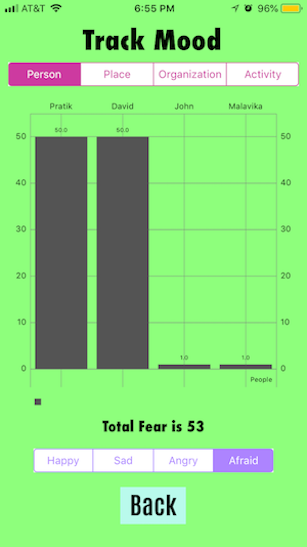 AT&T 6:55 PM 96%
Track Mood
Person Place Organization Activity
Pratik David John Malavika
50.0 50.0
50 50
40 40
30 30
20 20
10 10
1.0 1.0
0 0
People
Total Fear is 53
Happy Sad Angry Afraid
Back